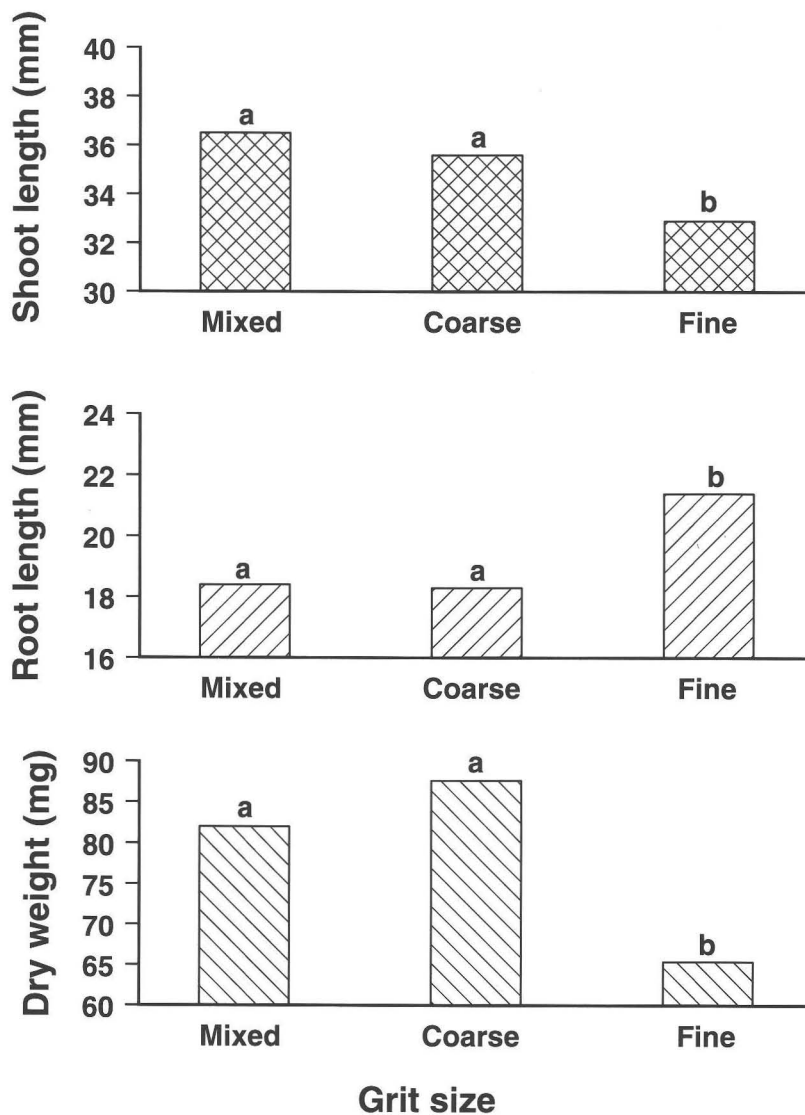 Shoot length (mm)
40
38
36
34
32
30
a
a
b
Mixed Coarse Fine
Root length (mm)
24
22
20
18
16
a
a
b
Mixed Coarse Fine
Dry weight (mg)
90
85
80
75
70
65
60
a
a
b
Mixed Coarse Fine
Grit size